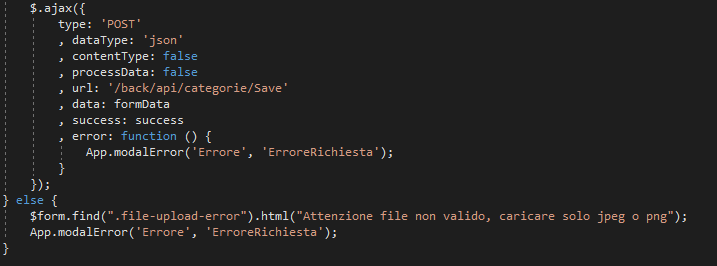 $.ajax({
type: 'POST'
, dataType: 'json'
, contentType: false
, processData: false
, url: '/back/api/categorie/Save'
, data: formData
, success: success
, error: function () {
App.modalError('Errore', 'ErroreRichiesta');
}
});
} else {
$form.find(".file-upload-error").html("Attenzione file non valido, caricare solo jpeg o png");
App.modalError('Errore', 'ErroreRichiesta');
}